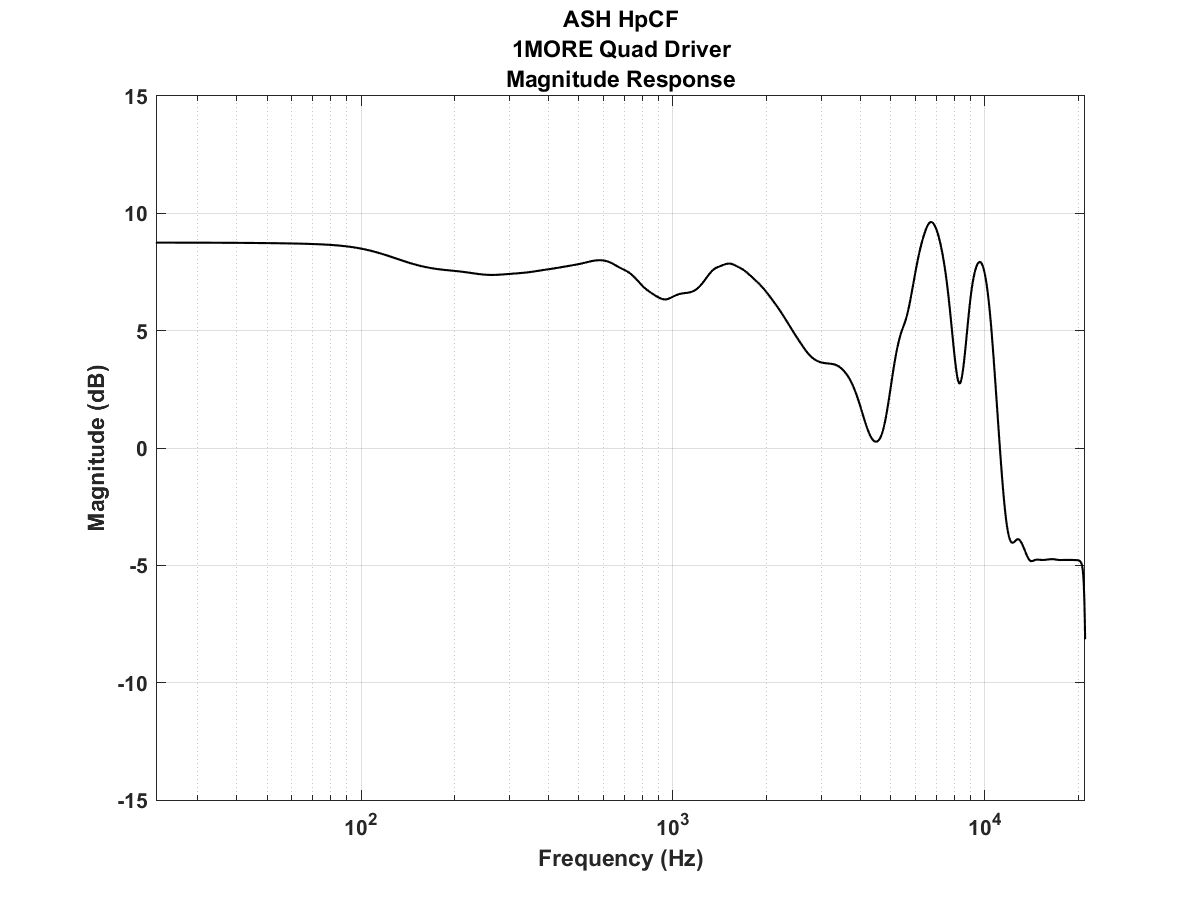 ASH HpCF
1MORE Quad Driver
Magnitude Response
15
10
5
0
-5
-10
-15
Magnitude (dB)
10²
10³
10⁴
Frequency (Hz)